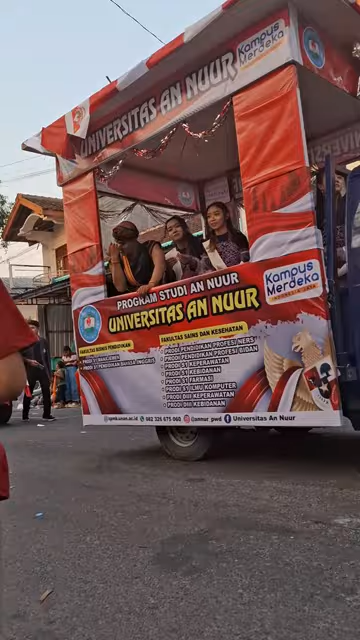 UNIVERSITAS AN NUUR
Kampus
Merdeka
PROGRAM STUDI AN NUUR
UNIVERSITAS AN NUUR
Kampus
Merdeka
INDONESIA JAYA
FAKULTAS SAINS DAN KESEHATAN
PRODI PENDIDIKAN PROFESI NERS
PRODI PENDIDIKAN PROFESI BIDAN
PRODI S1 KEPERAWATAN
PRODI S1 KEBIDANAN
PRODI S1 FARMASI
PRODI S1 ILMU KOMPUTER
PRODI DIII KEPERAWATAN
PRODI DIII KEBIDANAN
Universitas An Nuur